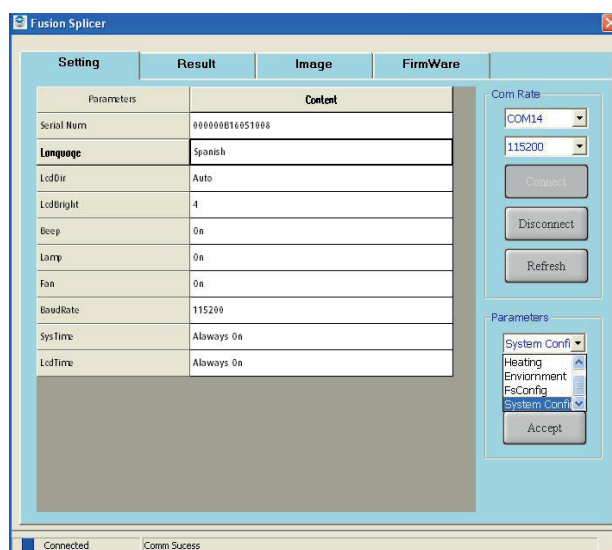 Fusion Splicer
Setting Result Image FirmWare
Parameters Content
Serial Num 000000B16051008
Language Spanish
LcdDir Auto
LcdBright 4
Beep On
Lamp On
Fan On
BaudRate 115200
SysTime Alaways On
LcdTime Alaways On
Com Rate
COM14
115200
Connect
Disconnect
Refresh
Parameters
System Confi
Heating
Enviornment
FsConfig
System Confi
Accept
Connected Comm Sucess